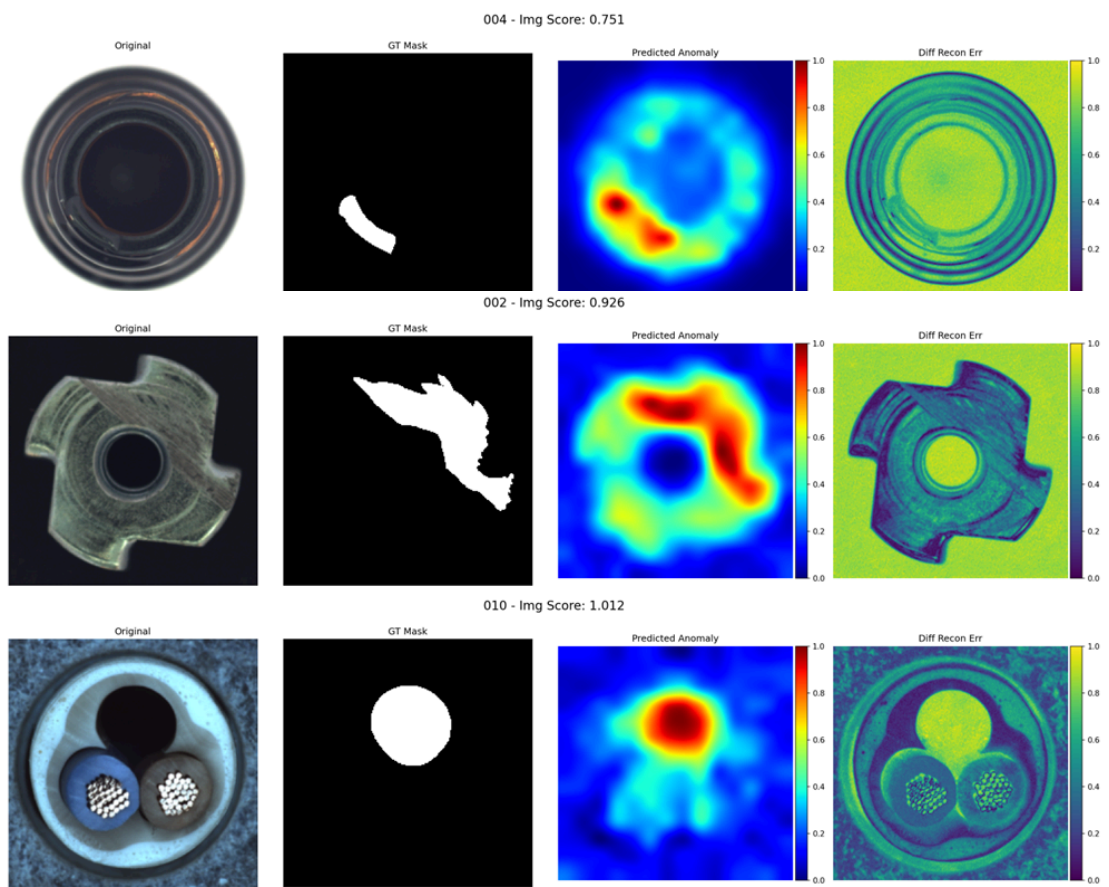 004 - Img Score: 0.751
Original
GT Mask
Predicted Anomaly
Diff Recon Err
1.0
0.8
0.6
0.4
0.2
1.0
0.8
0.6
0.4
0.2
002 - Img Score: 0.926
Original
GT Mask
Predicted Anomaly
Diff Recon Err
1.0
0.8
0.6
0.4
0.2
0.0
1.0
0.8
0.6
0.4
0.2
0.0
010 - Img Score: 1.012
Original
GT Mask
Predicted Anomaly
Diff Recon Err
1.0
0.8
0.6
0.4
0.2
0.0
1.0
0.8
0.6
0.4
0.2
0.0